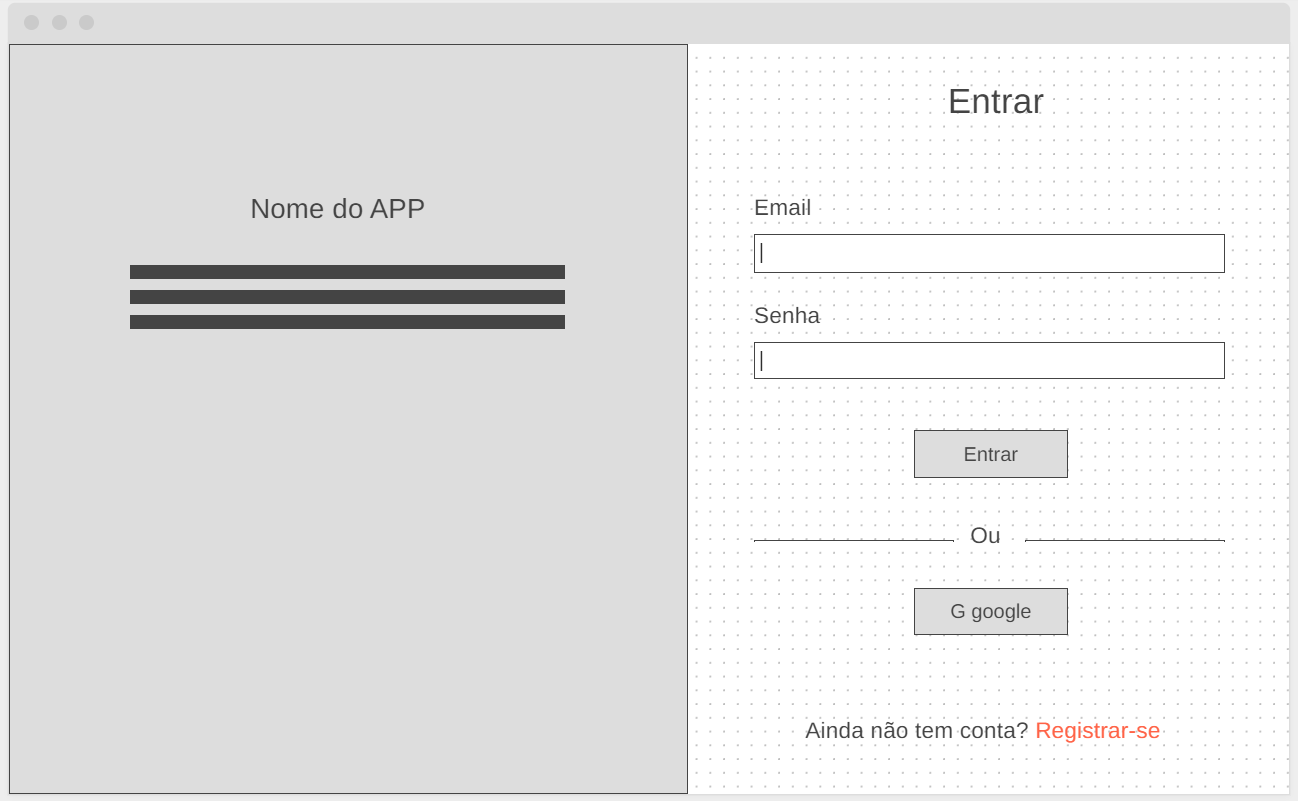 Nome do APP
Entrar
Email
Senha
Entrar
Ou
G google
Ainda não tem conta? Registrar-se